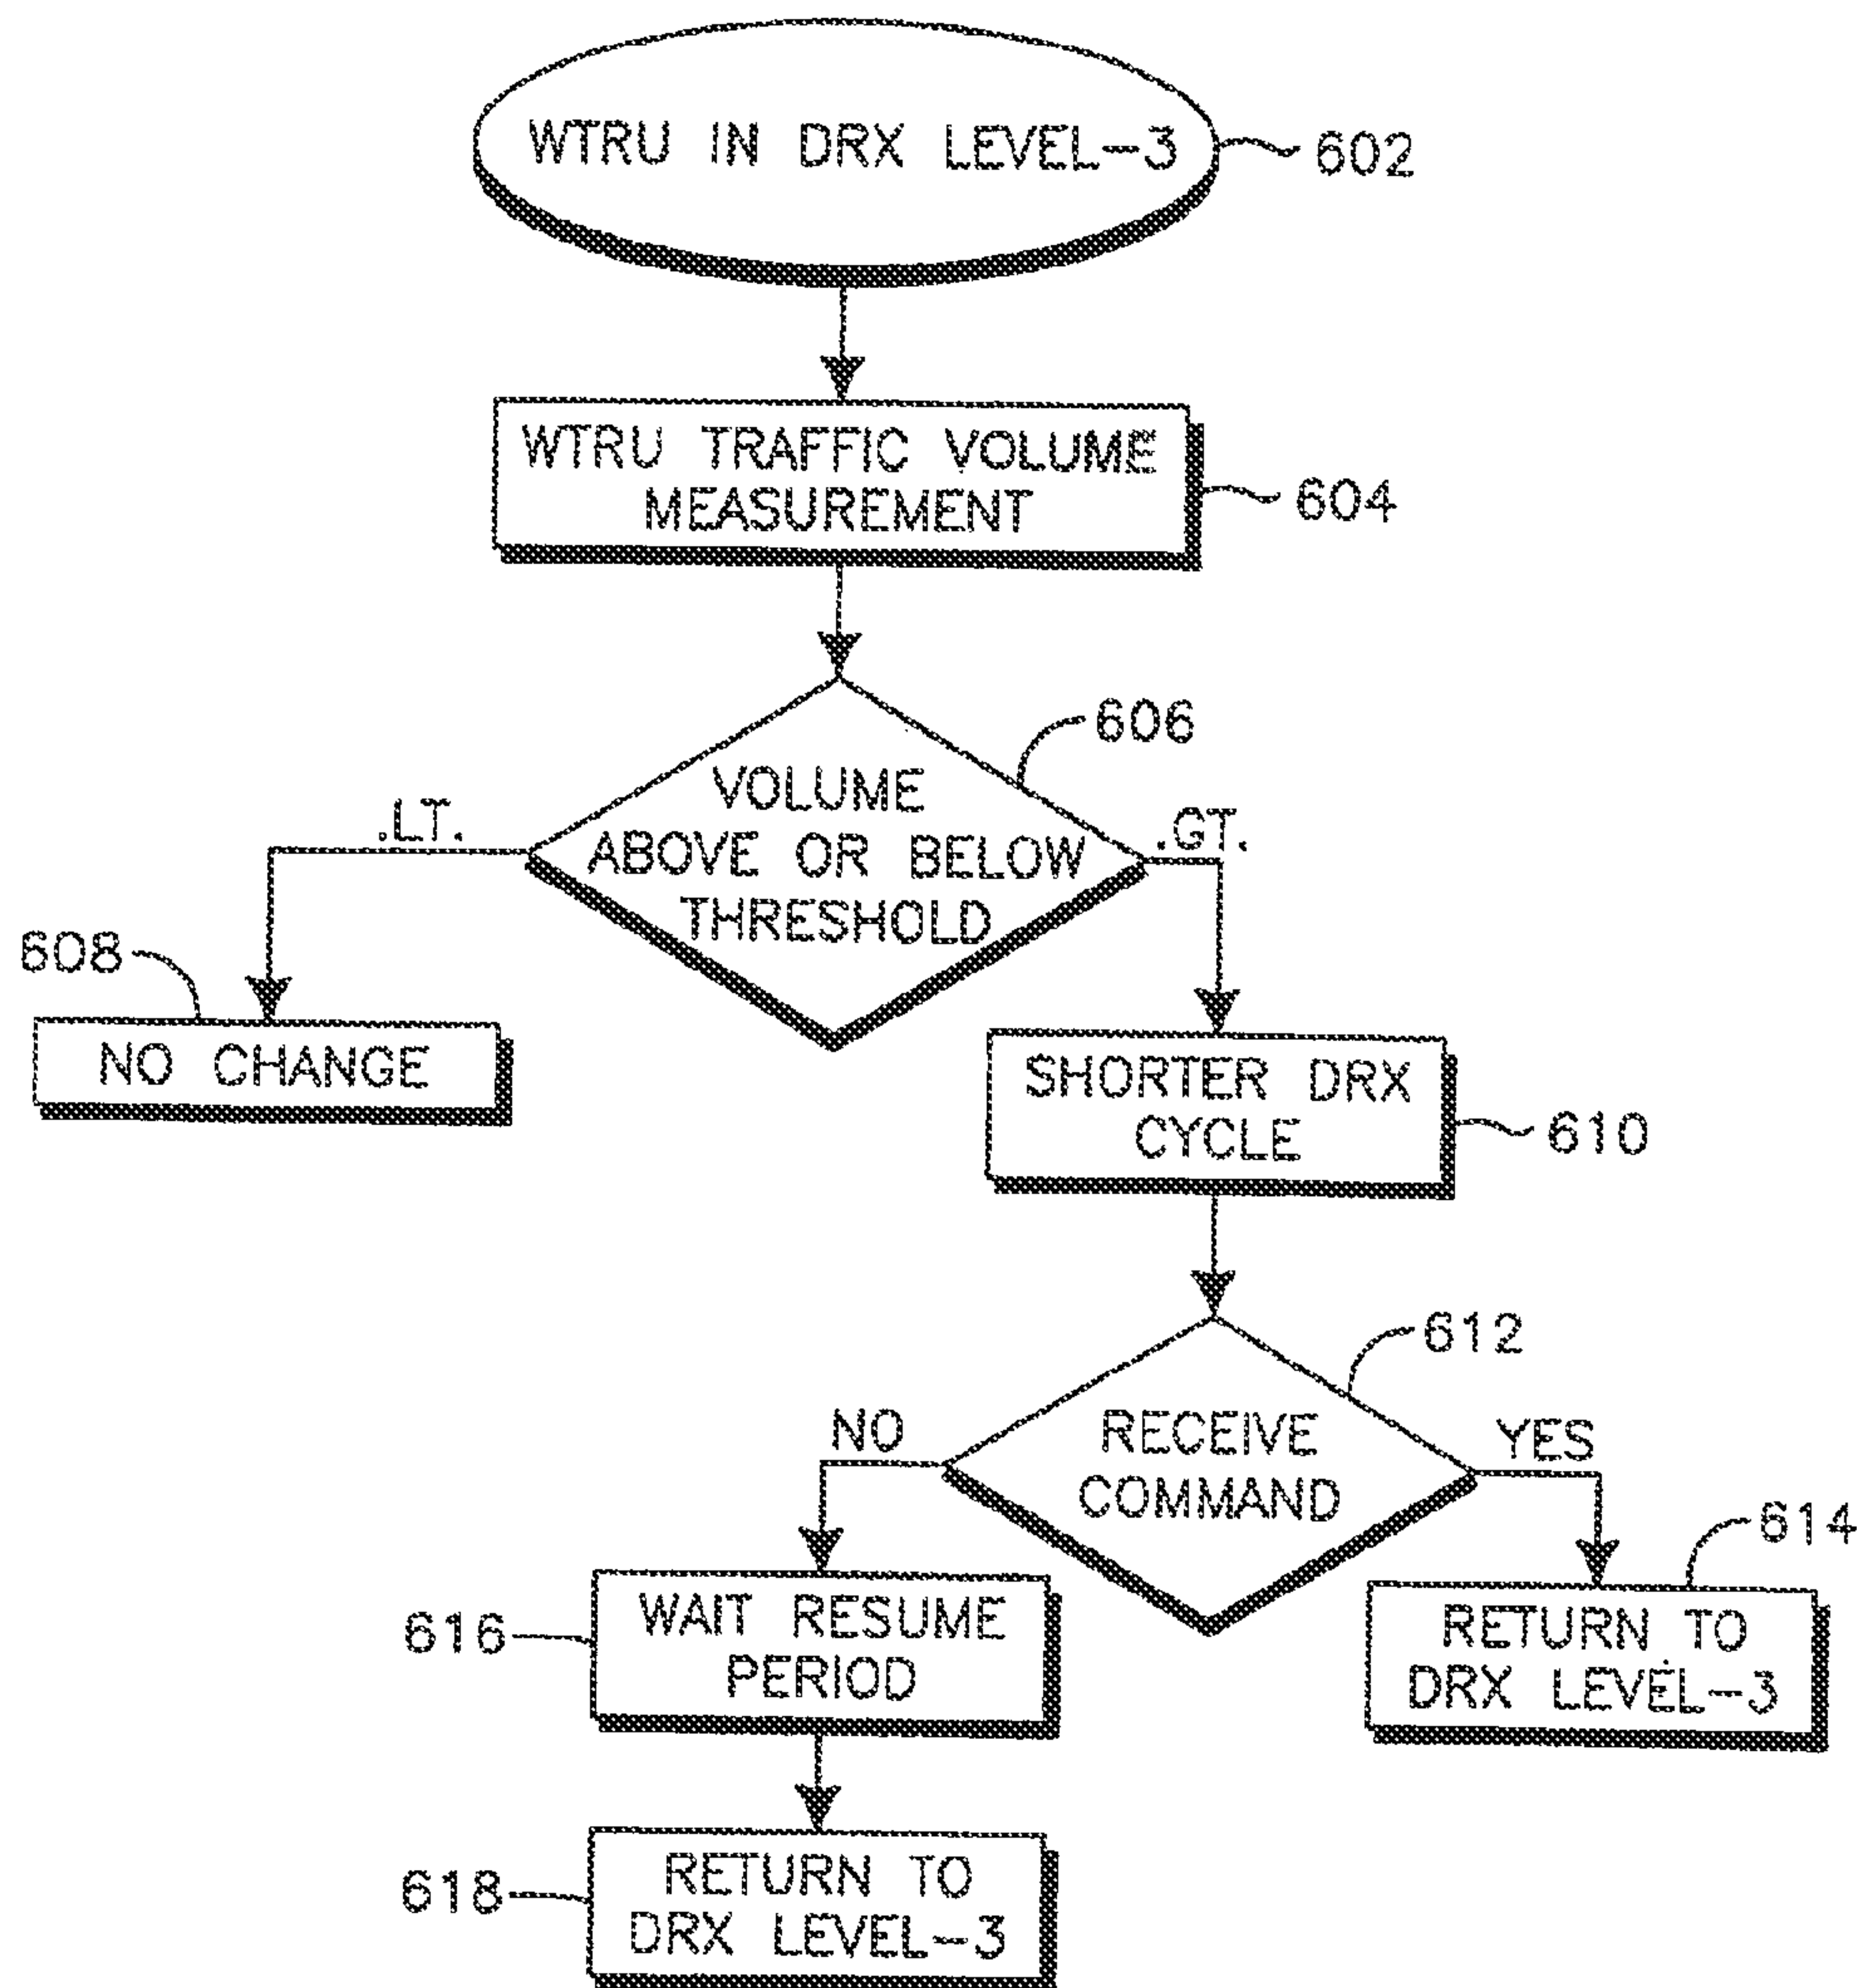 WTRU IN DRX LEVEL-3
602
WTRU TRAFFIC VOLUME
MEASUREMENT
604
606
VOLUME
ABOVE OR BELOW
THRESHOLD
.LT.
.GT.
608
NO CHANGE
SHORTER DRX
CYCLE
610
612
RECEIVE
COMMAND
NO
YES
614
616
WAIT RESUME
PERIOD
RETURN TO
DRX LEVEL-3
618
RETURN TO
DRX LEVEL-3